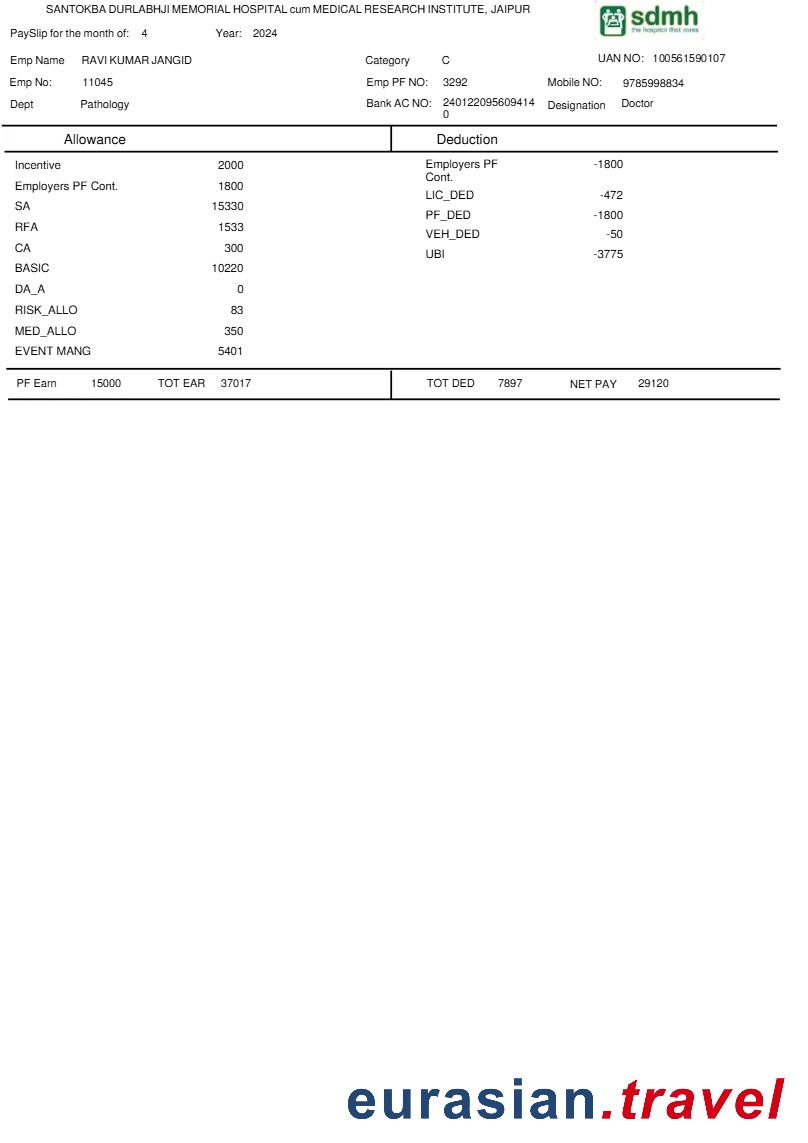 SANTOKBA DURLABHJI MEMORIAL HOSPITAL cum MEDICAL RESEARCH INSTITUTE, JAIPUR
sdmh
the hospital that cares
PaySlip for the month of: 4 Year: 2024
Emp Name RAVI KUMAR JANGID Category C UAN NO: 100561590107
Emp No: 11045 Emp PF NO: 3292 Mobile NO: 9785998834
Dept Pathology Bank AC NO: 240122095609414 Designation Doctor
0
Allowance Deduction
Incentive 2000 Employers PF -1800
Cont.
Employers PF Cont. 1800 LIC_DED -472
SA 15330 PF_DED -1800
RFA 1533 VEH_DED -50
CA 300 UBI -3775
BASIC 10220
DA_A 0
RISK_ALLO 83
MED_ALLO 350
EVENT MANG 5401
PF Earn 15000 TOT EAR 37017 TOT DED 7897 NET PAY 29120
eurasian.travel